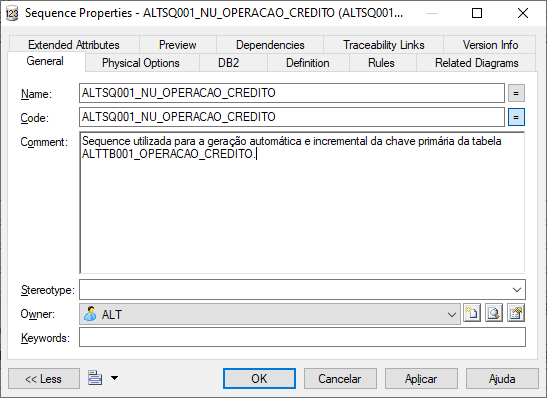 Sequence Properties - ALTSQ001_NU_OPERACAO_CREDITO (ALTSQ001...
Extended Attributes Preview Dependencies Traceability Links Version Info
General Physical Options DB2 Definition Rules Related Diagrams
Name: ALTSQ001_NU_OPERACAO_CREDITO =
Code: ALTSQ001_NU_OPERACAO_CREDITO =
Comment: Sequence utilizada para a geração automática e incremental da chave primária da tabela
ALTTB001_OPERACAO_CREDITO.
Stereotype:
Owner: ALT
Keywords:
<< Less OK Cancelar Aplicar Ajuda